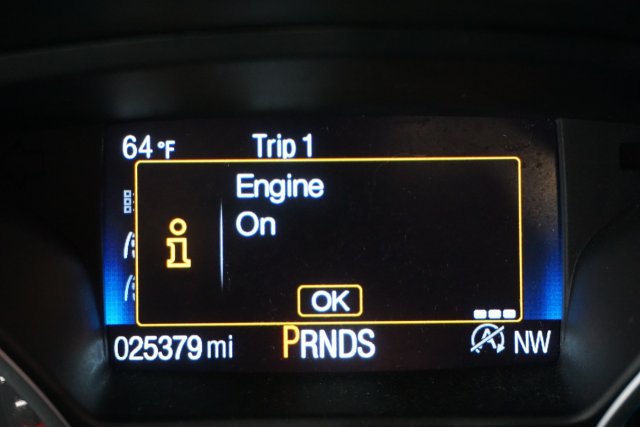 64 °F Trip 1
Engine
On
i
OK
025379 mi PRNDS A NW